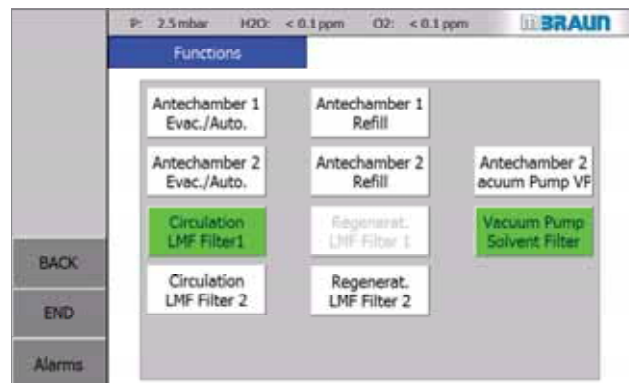 P: 2.5 mbar H2O: < 0.1 ppm O2: < 0.1 ppm MBRAUN
Functions
Antechamber 1
Evac./Auto.
Antechamber 1
Refill
Antechamber 2
Evac./Auto.
Antechamber 2
Refill
Antechamber 2
acuum Pump VF
Circulation
LMF Filter1
Regenerat.
LMF Filter 1
Vacuum Pump
Solvent Filter
Circulation
LMF Filter 2
Regenerat.
LMF Filter 2
BACK
END
Alarms